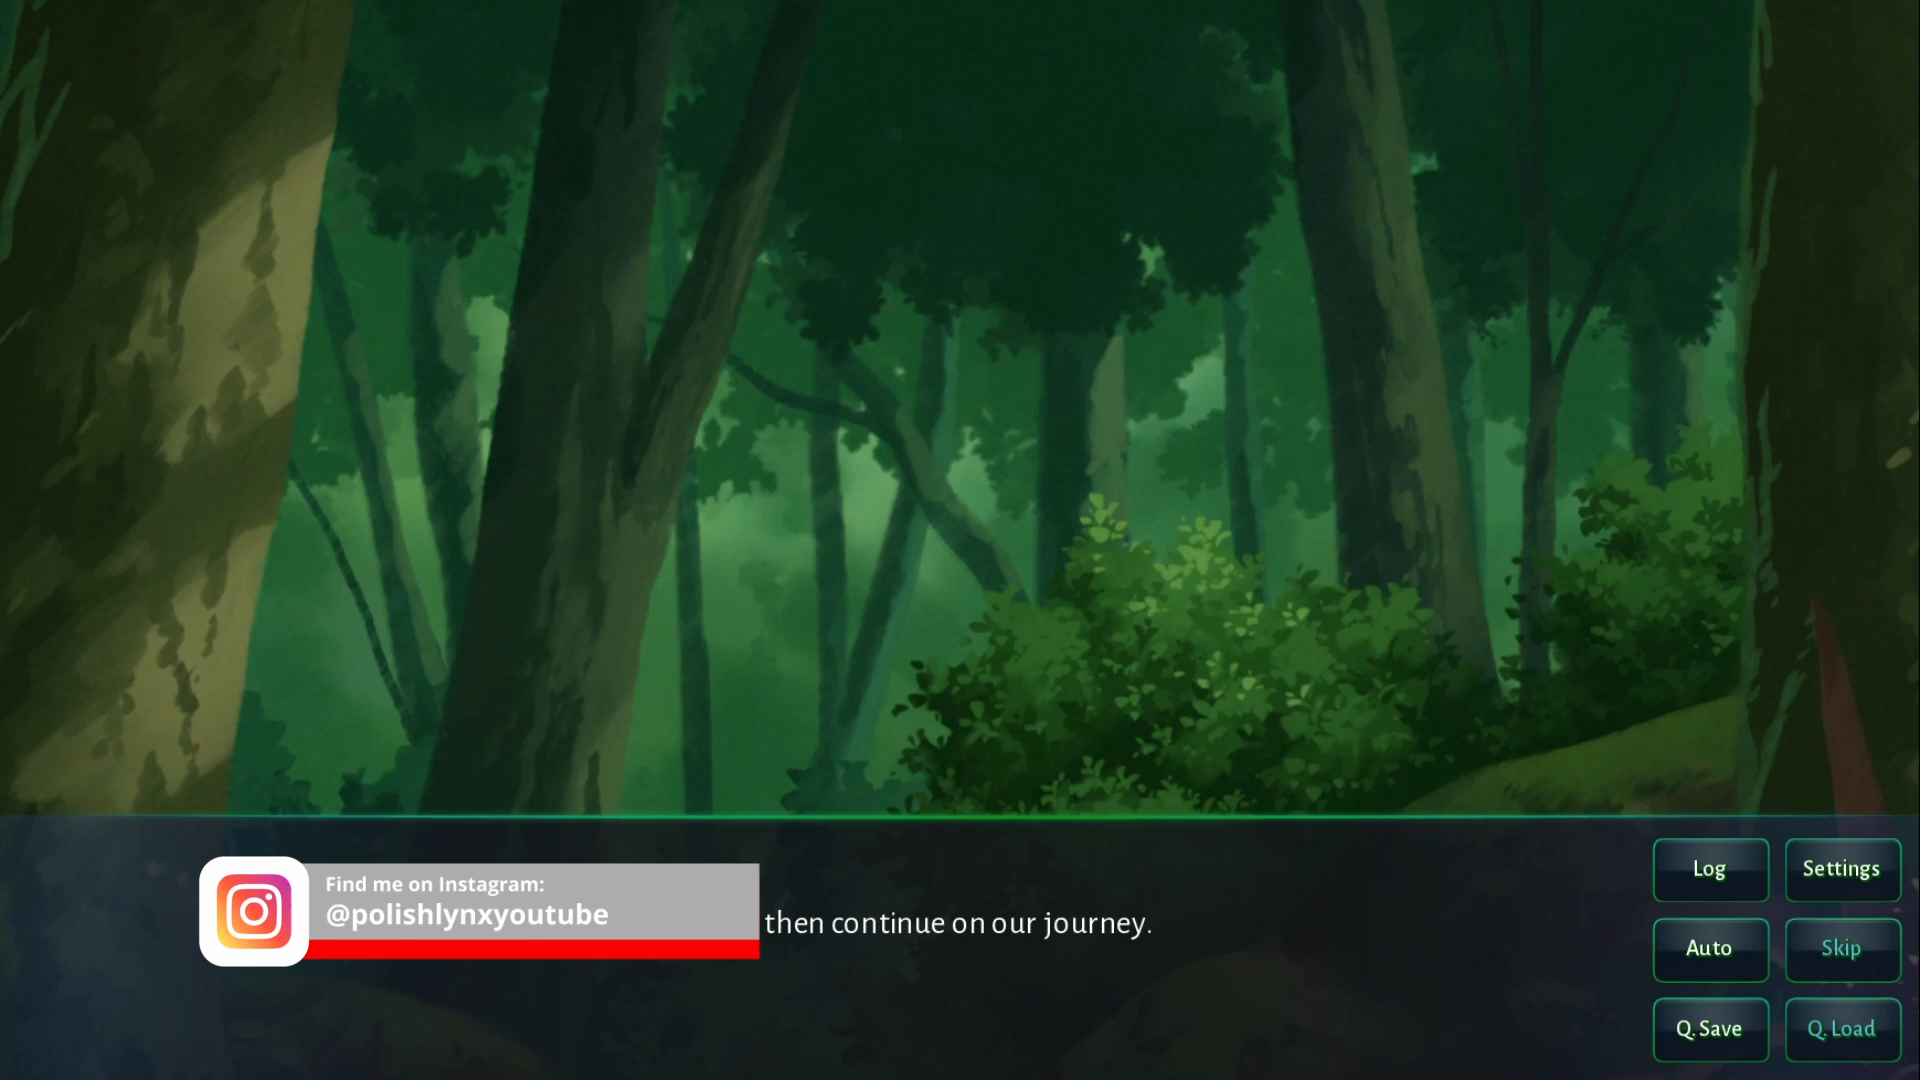 Find me on Instagram:
@polishlynxyoutube
then continue on our journey.
Log
Settings
Auto
Skip
Q.Save
Q.Load